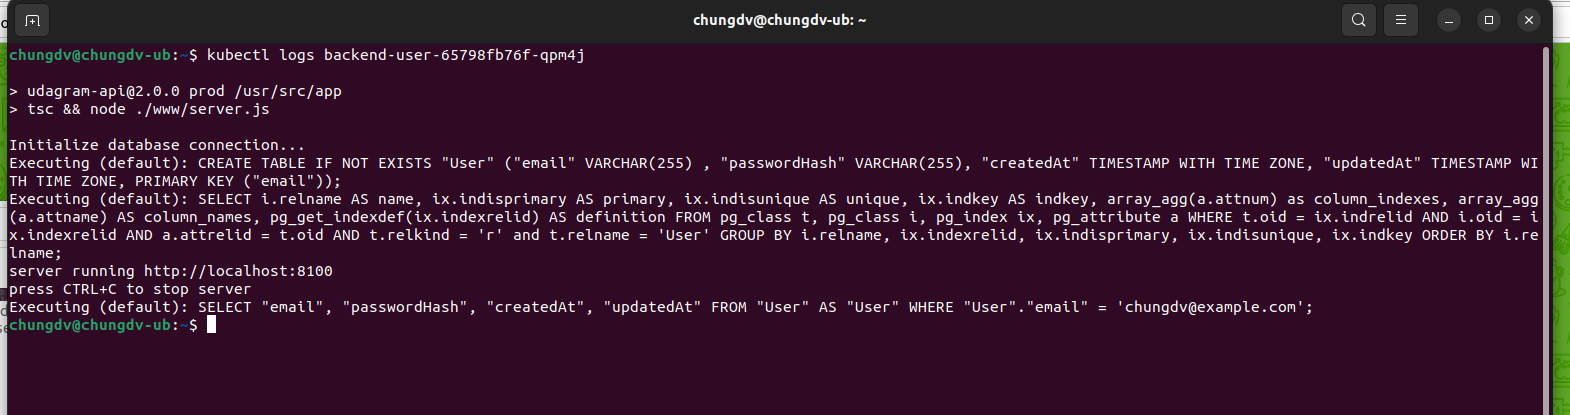 chungdv@chungdv-ub: ~
chungdv@chungdv-ub:~$ kubectl logs backend-user-65798fb76f-qpm4j
> udagram-api@2.0.0 prod /usr/src/app
> tsc && node ./www/server.js
Initialize database connection...
Executing (default): CREATE TABLE IF NOT EXISTS "User" ("email" VARCHAR(255) , "passwordHash" VARCHAR(255), "createdAt" TIMESTAMP WITH TIME ZONE, "updatedAt" TIMESTAMP WI
TH TIME ZONE, PRIMARY KEY ("email"));
Executing (default): SELECT i.relname AS name, ix.indisprimary AS primary, ix.indisunique AS unique, ix.indkey AS indkey, array_agg(a.attnum) as column_indexes, array_agg
(a.attname) AS column_names, pg_get_indexdef(ix.indexrelid) AS definition FROM pg_class t, pg_class i, pg_index ix, pg_attribute a WHERE t.oid = ix.indrelid AND i.oid = i
x.indexrelid AND a.attrelid = t.oid AND t.relkind = 'r' and t.relname = 'User' GROUP BY i.relname, ix.indexrelid, ix.indisprimary, ix.indisunique, ix.indkey ORDER BY i.re
lname;
server running http://localhost:8100
press CTRL+C to stop server
Executing (default): SELECT "email", "passwordHash", "createdAt", "updatedAt" FROM "User" AS "User" WHERE "User"."email" = 'chungdv@example.com';
chungdv@chungdv-ub:~$